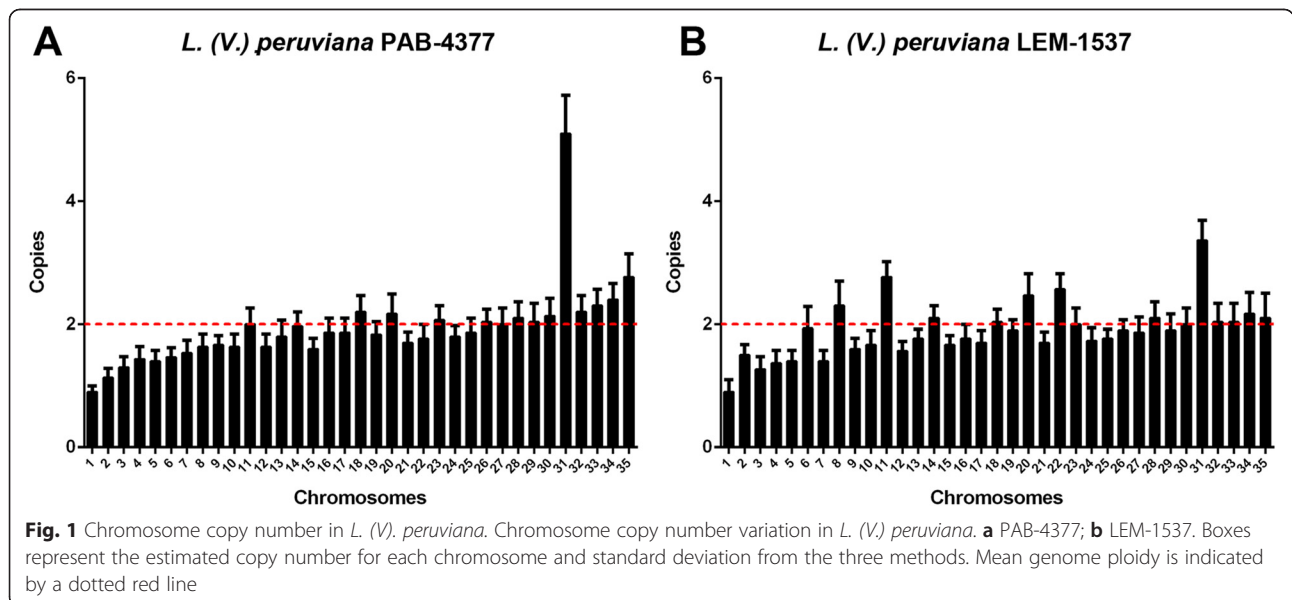 A
L. (V.) peruviana PAB-4377
6
4
2
0
Copies
1 2 3 4 5 6 7 8 9 10 11 12 13 14 15 16 17 18 19 20 21 22 23 24 25 26 27 28 29 30 31 32 33 34 35
Chromosomes
B
L. (V.) peruviana LEM-1537
6
4
2
0
Copies
1 2 3 4 5 6 7 8 9 10 11 12 13 14 15 16 17 18 19 20 21 22 23 24 25 26 27 28 29 30 31 32 33 34 35
Chromosomes
Fig. 1 Chromosome copy number in L. (V). peruviana. Chromosome copy number variation in L. (V.) peruviana. a PAB-4377; b LEM-1537. Boxes
represent the estimated copy number for each chromosome and standard deviation from the three methods. Mean genome ploidy is indicated
by a dotted red line